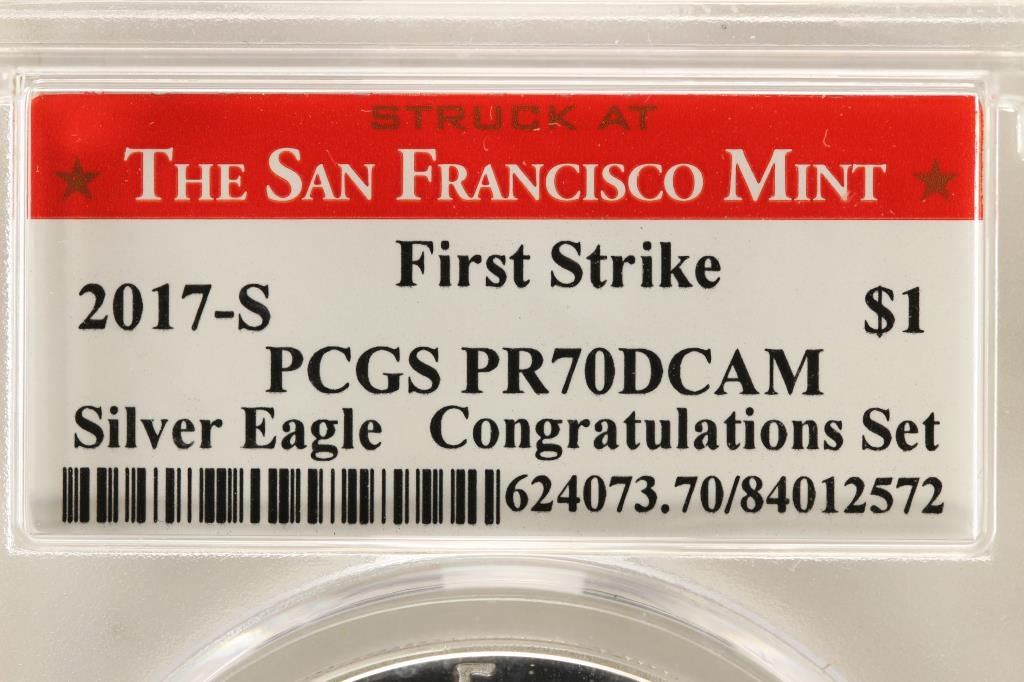 STRUCK AT
THE SAN FRANCISCO MINT
First Strike
2017-S $1
PCGS PR70DCAM
Silver Eagle Congratulations Set
624073.70/84012572